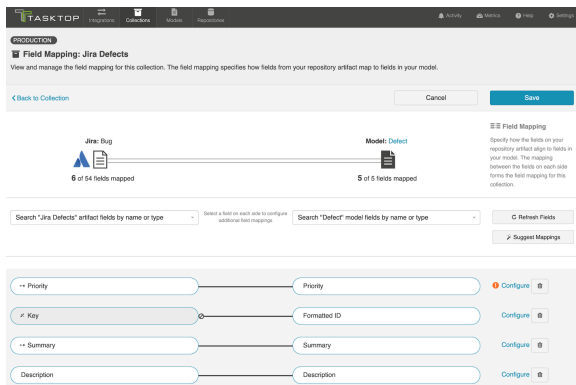 TASKTOP
Integrations Collections Models Repositories
Activity Metrics Help Settings
PRODUCTION
Field Mapping: Jira Defects
View and manage the field mapping for this collection. The field mapping specifies how fields from your repository artifact map to fields in your model.
Back to Collection
Cancel
Save
Jira: Bug
6 of 54 fields mapped
Model: Defect
5 of 5 fields mapped
Field Mapping
Specify how the fields on your
repository artifact align to fields in
your model. The mapping
between the fields on each side
forms the field mapping for this
collection.
Search "Jira Defects" artifact fields by name or type
Select a field on each side to configure
additional field mappings.
Search "Defect" model fields by name or type
Refresh Fields
Suggest Mappings
Priority Priority Configure
Key Formatted ID Configure
Summary Summary Configure
Description Description Configure